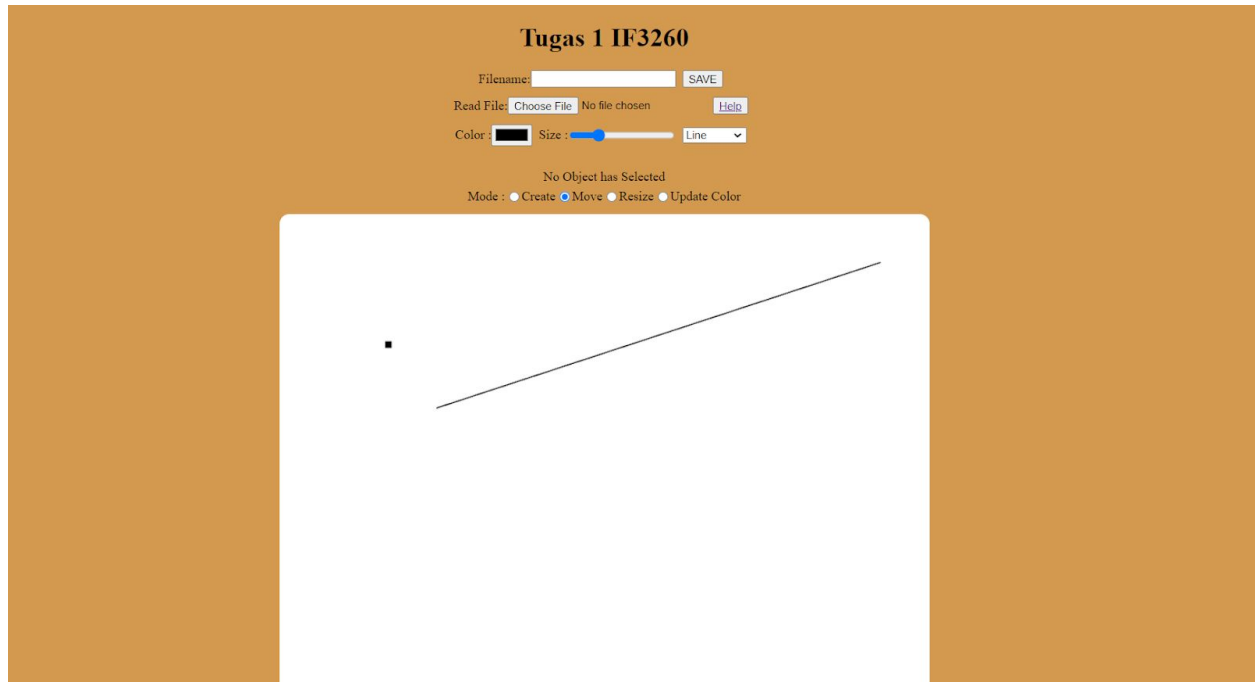 Tugas 1 IF3260
Filename: SAVE
Read File: Choose File No file chosen Help
Color : Size : Line
No Object has Selected
Mode : Create Move Resize Update Color